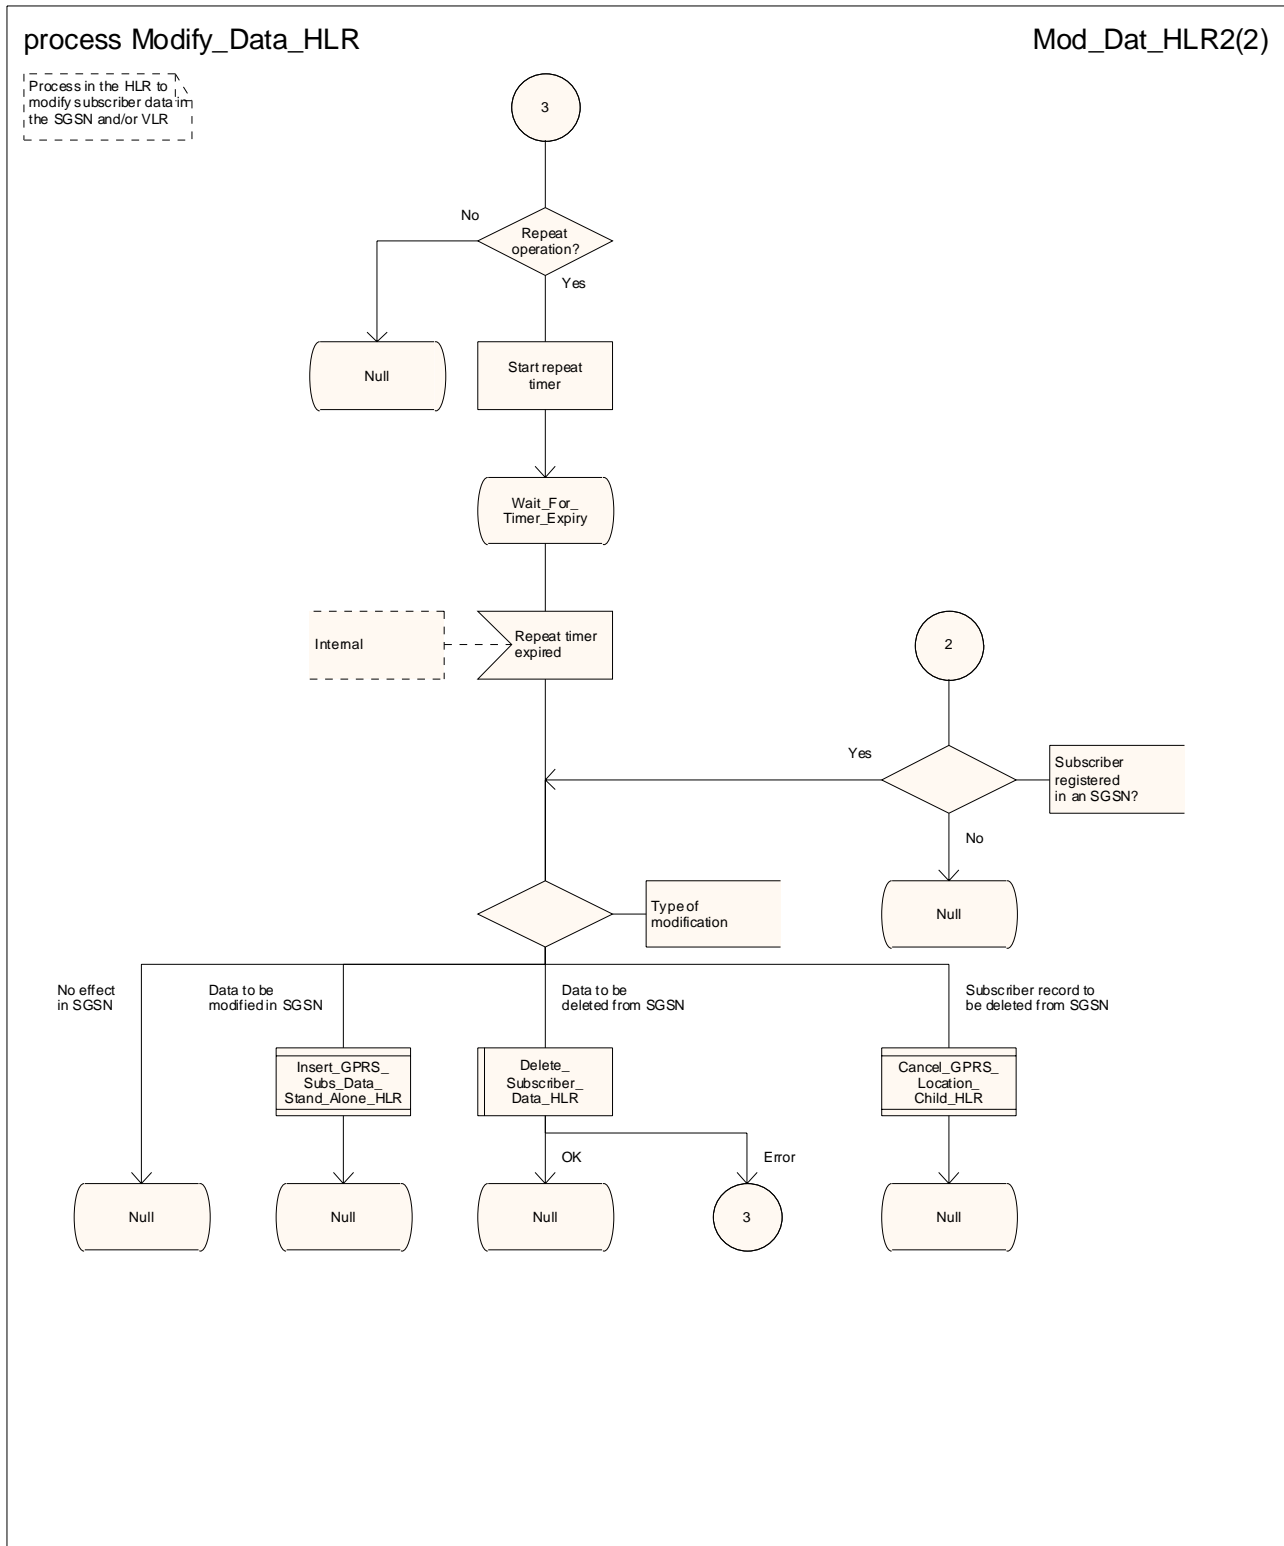 process Modify_Data_HLR
Mod_Dat_HLR2(2)
Process in the HLR to
modify subscriber data in
the SGSN and/or VLR
3
No
Repeat
operation?
Yes
Null
Start repeat
timer
Wait_For_
Timer_Expiry
Internal
Repeat timer
expired
2
Yes
Subscriber
registered
in an SGSN?
No
Type of
modification
Null
No effect
in SGSN
Data to be
modified in SGSN
Data to be
deleted from SGSN
Subscriber record to
be deleted from SGSN
Insert_GPRS_
Subs_Data_
Stand_Alone_HLR
Delete_
Subscriber_
Data_HLR
Cancel_GPRS_
Location_
Child_HLR
OK
Error
Null
Null
Null
3
Null